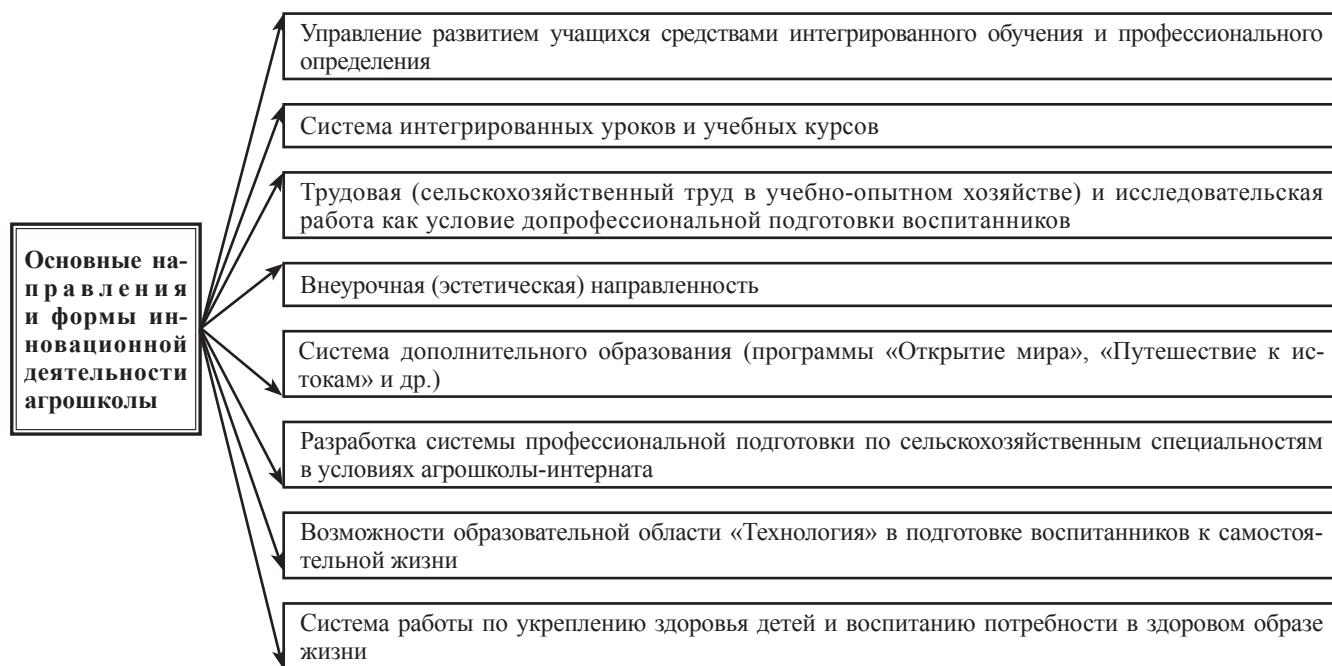 Управление развитием учащихся средствами интегрированного обучения и профессионального
определения
Система интегрированных уроков и учебных курсов
Трудовая (сельскохозяйственный труд в учебно-опытном хозяйстве) и исследовательская
работа как условие допрофессиональной подготовки воспитанников
Основные на-
правления
и формы ин-
новационной
деятельности
агрошколы
Внеурочная (эстетическая) направленность
Система дополнительного образования (программы «Открытие мира», «Путешествие к ис-
токам» и др.)
Разработка системы профессиональной подготовки по сельскохозяйственным специальностям
в условиях агрошколы-интерната
Возможности образовательной области «Технология» в подготовке воспитанников к самостоя-
тельной жизни
Система работы по укреплению здоровья детей и воспитанию потребности в здоровом образе
жизни